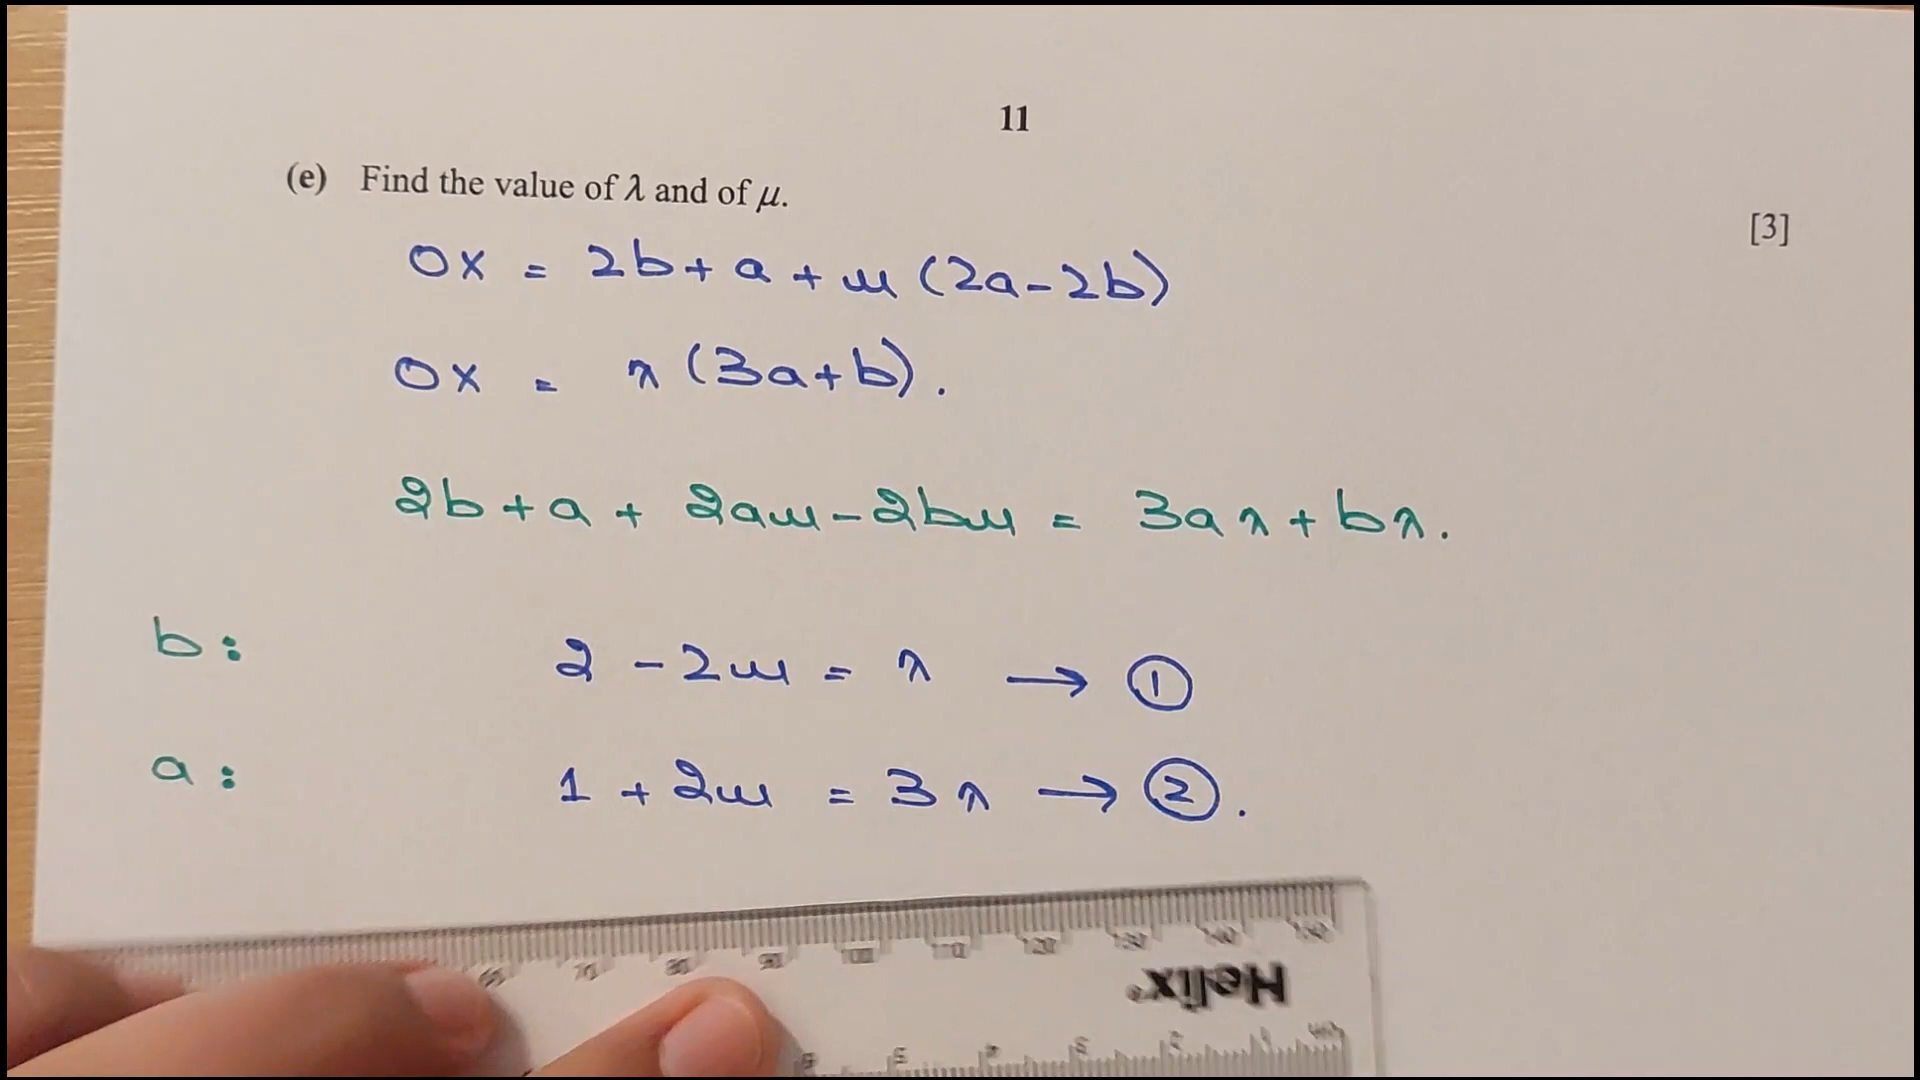 11
(e) Find the value of λ and of μ.
[3]
OX = 2b + a + μ (2a - 2b)
OX = λ (3a + b).
2b + a + 2aμ - 2bμ = 3aλ + bλ.
b: 2 - 2μ = λ → ①
a: 1 + 2μ = 3λ → ②.
Helix